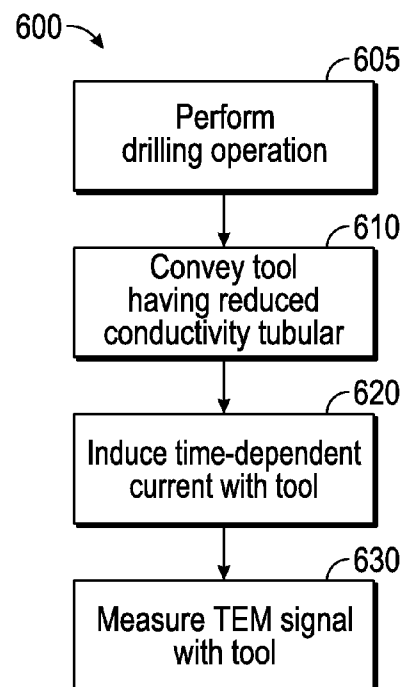 600
605
Perform
drilling operation
610
Convey tool
having reduced
conductivity tubular
620
Induce time-dependent
current with tool
630
Measure TEM signal
with tool